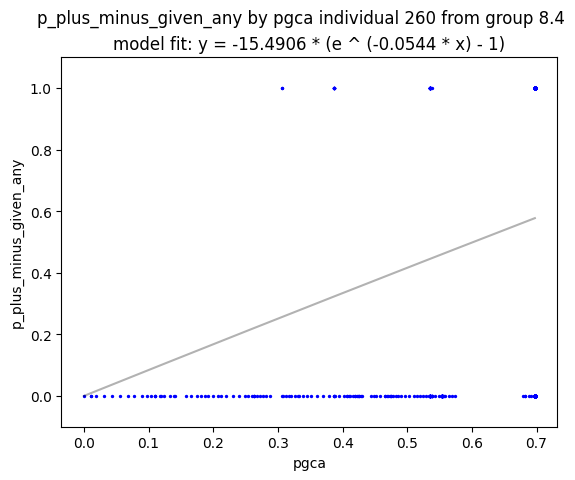 p_plus_minus_given_any by pgca individual 260 from group 8.4
model fit: y = -15.4906 * (e ^ (-0.0544 * x) - 1)
p_plus_minus_given_any
1.0
0.8
0.6
0.4
0.2
0.0
0.0 0.1 0.2 0.3 0.4 0.5 0.6 0.7
pgca